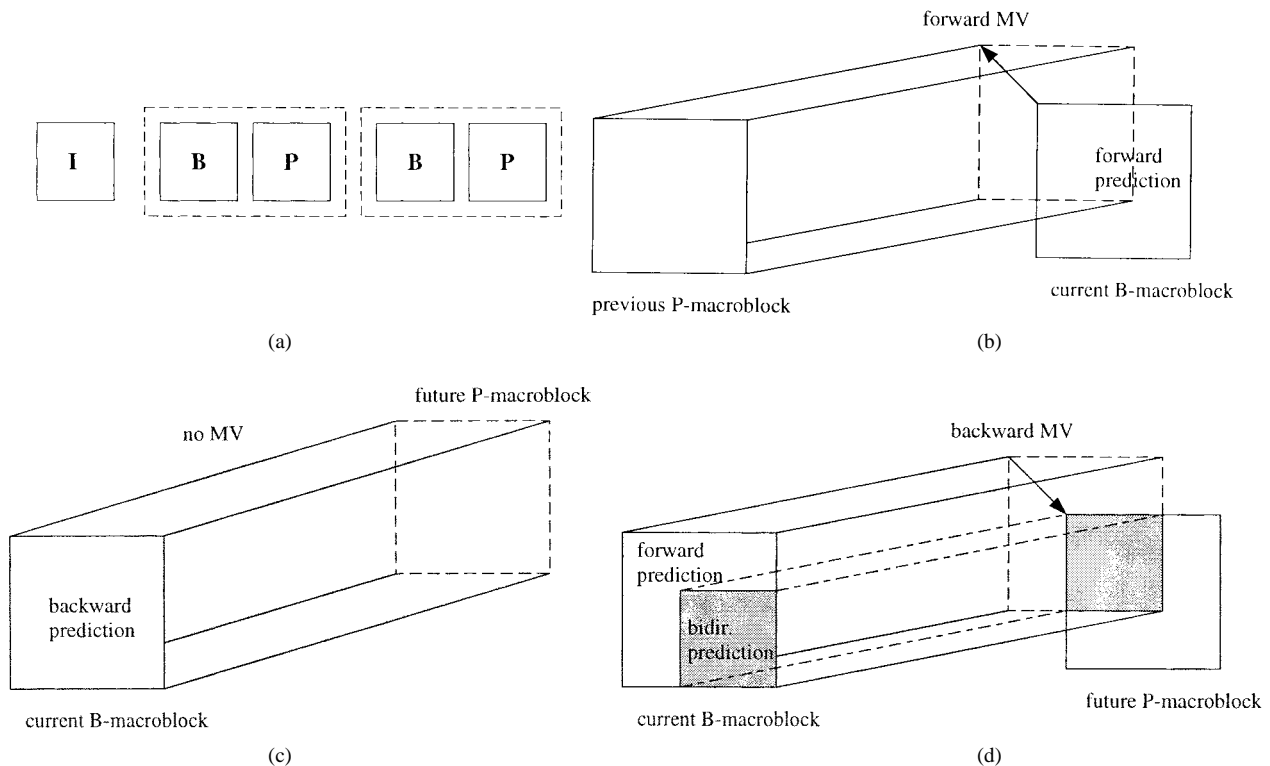 I
B
P
B
P
(a)
forward MV
forward
prediction
previous P-macroblock
current B-macroblock
(b)
future P-macroblock
no MV
backward
prediction
current B-macroblock
(c)
backward MV
forward
prediction
bidir.
prediction
current B-macroblock
future P-macroblock
(d)